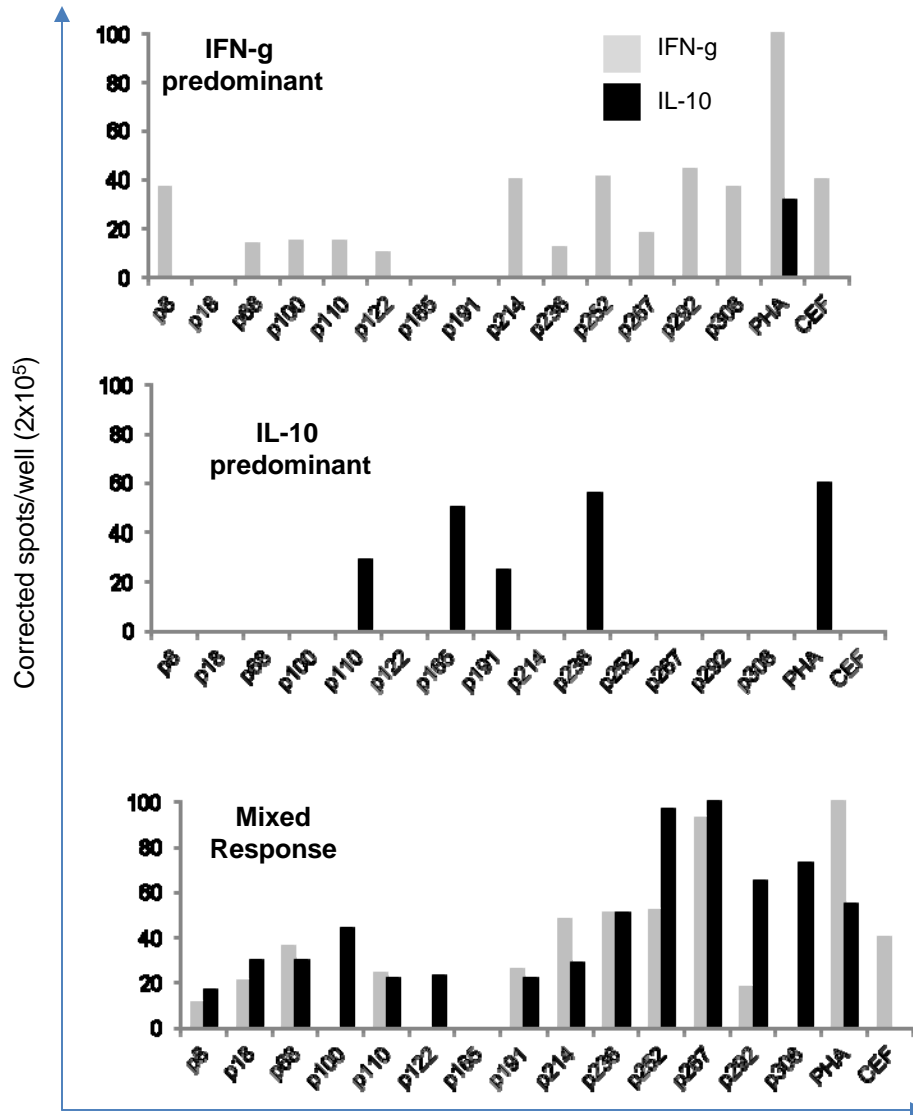 IFN-g
predominant
IFN-g
IL-10
100
80
60
40
20
0
p8 p18 p68 p100 p110 p122 p165 p191 p214 p236 p252 p267 p292 p308 PHA CEF
Corrected spots/well (2x10⁵)
IL-10
predominant
100
80
60
40
20
0
p8 p18 p68 p100 p110 p122 p165 p191 p214 p236 p252 p267 p292 p308 PHA CEF
Mixed
Response
100
80
60
40
20
0
p8 p18 p68 p100 p110 p122 p165 p191 p214 p236 p252 p267 p292 p308 PHA CEF